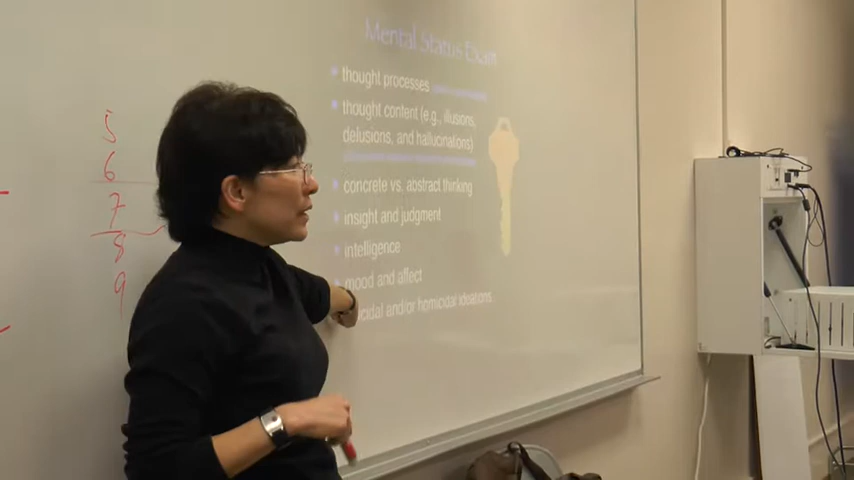 Mental Status Exam
thought processes
thought content (e.g., illusions,
delusions, and hallucinations)
concrete vs. abstract thinking
insight and judgment
intelligence
mood and affect
and/or homicidal ideations
5
6
7
8
9